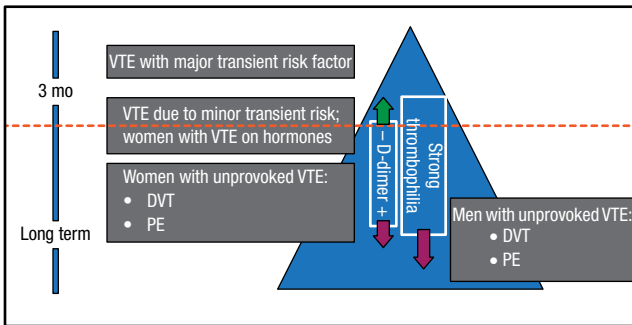 VTE with major transient risk factor
3 mo
VTE due to minor transient risk;
women with VTE on hormones
Women with unprovoked VTE:
• DVT
• PE
Long term
− D-dimer +
Strong
thrombophilia
Men with unprovoked VTE:
• DVT
• PE